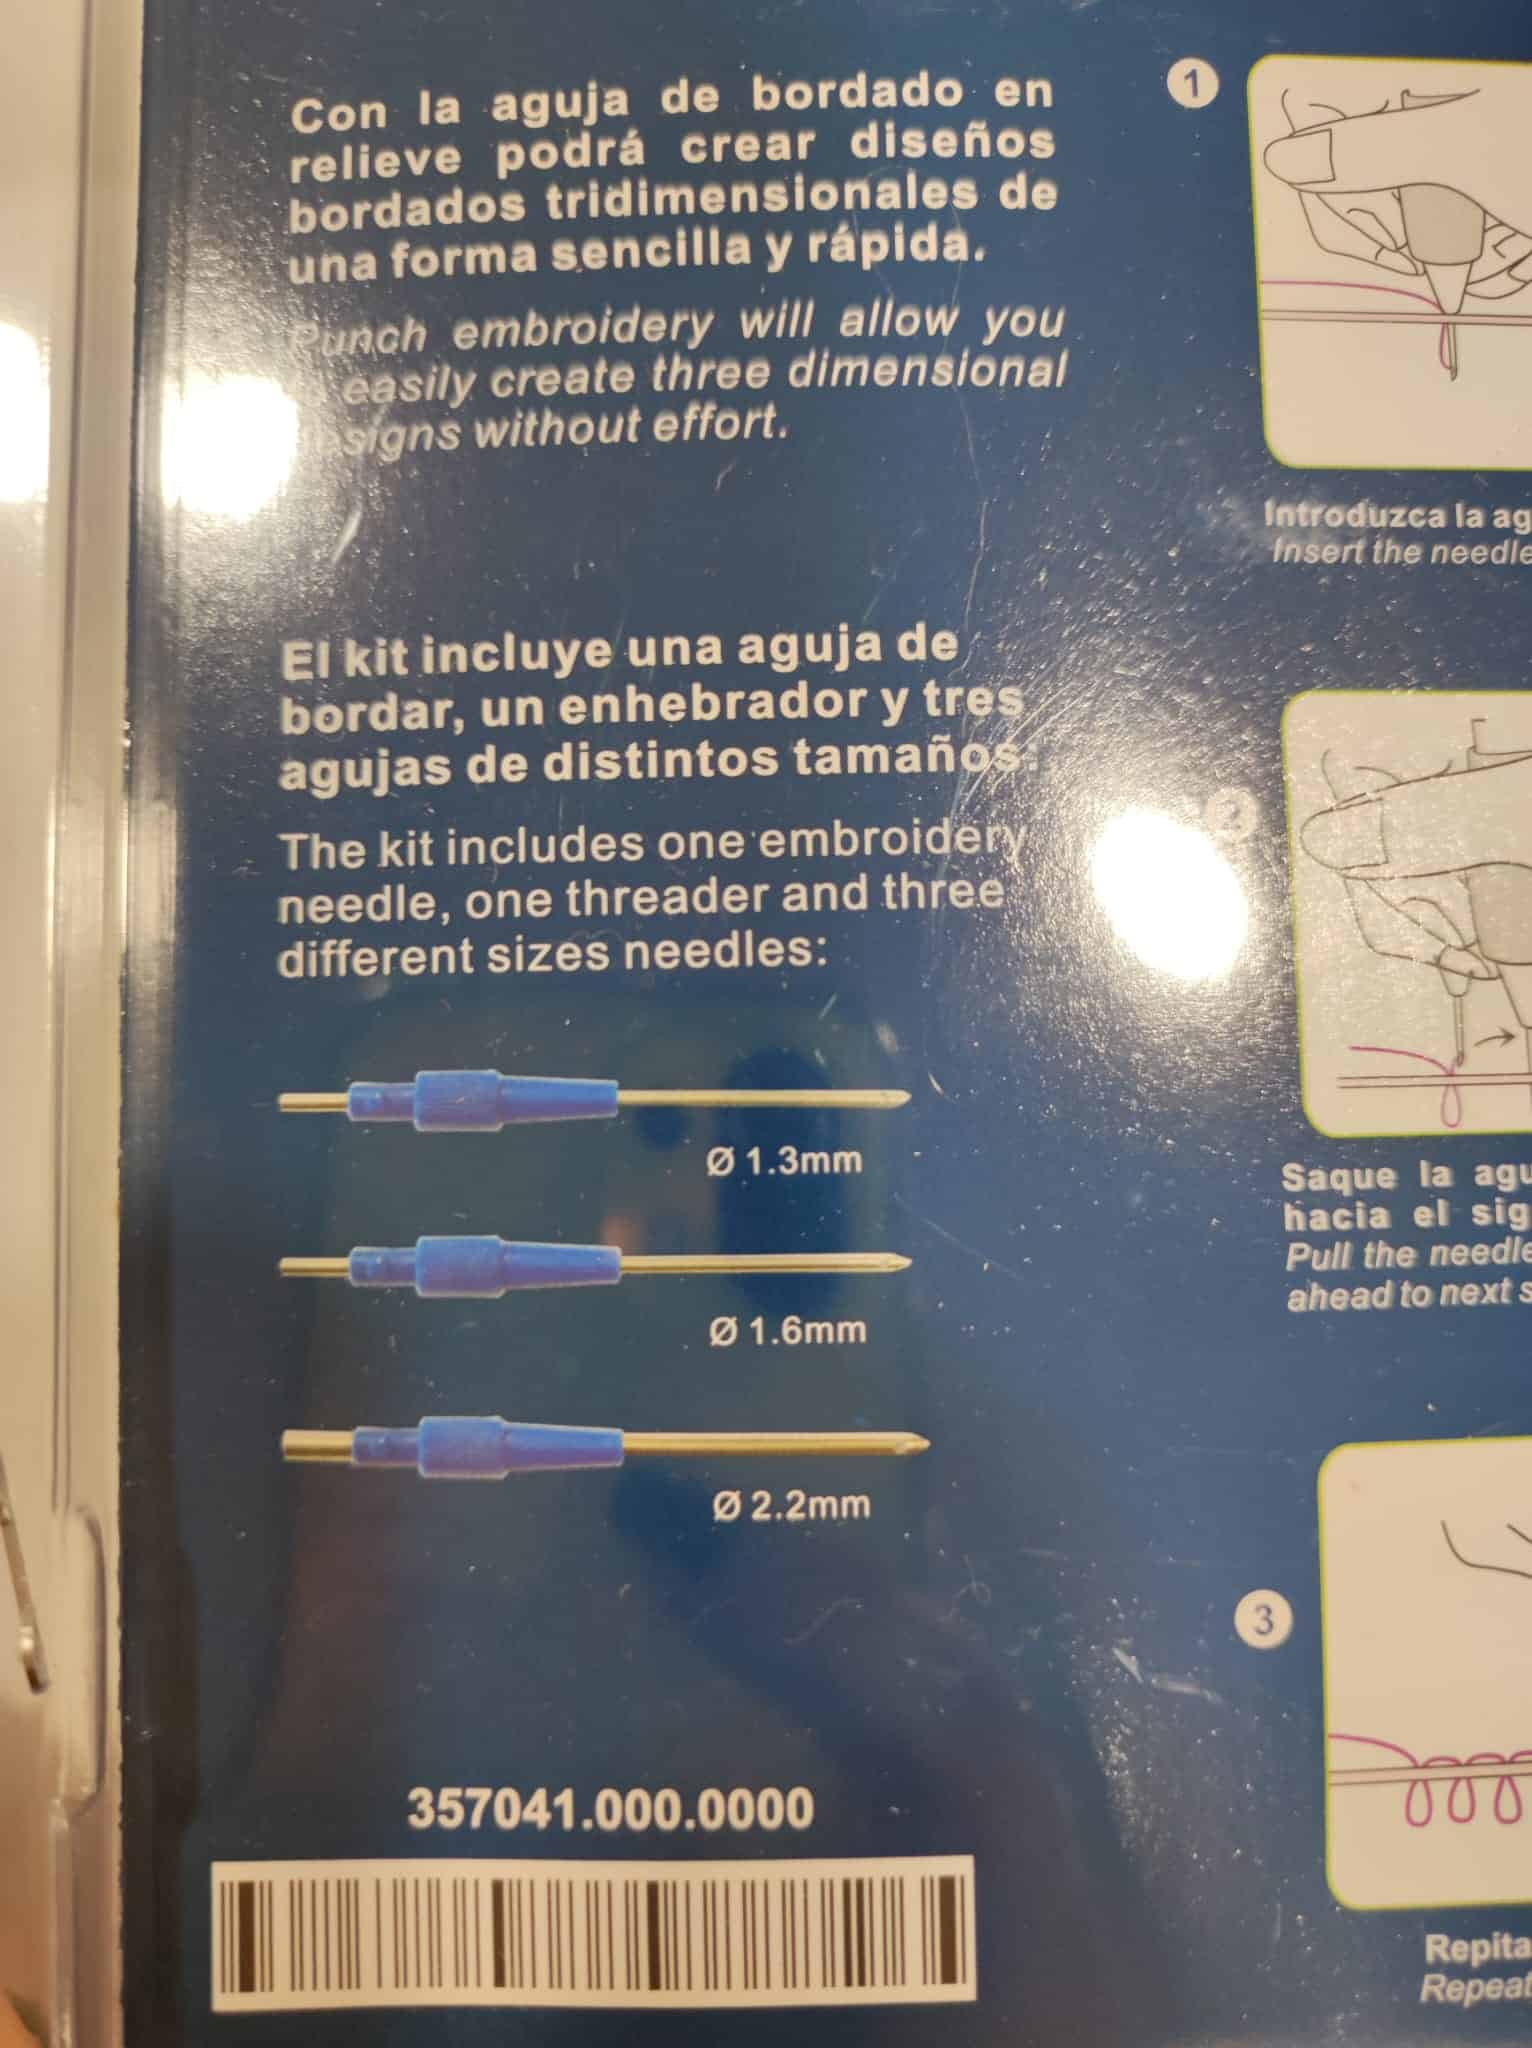 Con la aguja de bordado en
relieve podrá crear diseños
bordados tridimensionales de
una forma sencilla y rápida.
Punch embroidery will allow you
easily create three dimensional
without effort.
El kit incluye una aguja de
bordar, un enhebrador y tres
agujas de distintos tamaños:
The kit includes one embroidery
needle, one threader and three
different sizes needles:
Ø 1.3mm
Ø 1.6mm
Ø 2.2mm
357041.000.0000
1
Introduzca la
Insert the needle
2
Saque la
hacia el
Pull the needle
ahead to next
3
Repita
Repeat